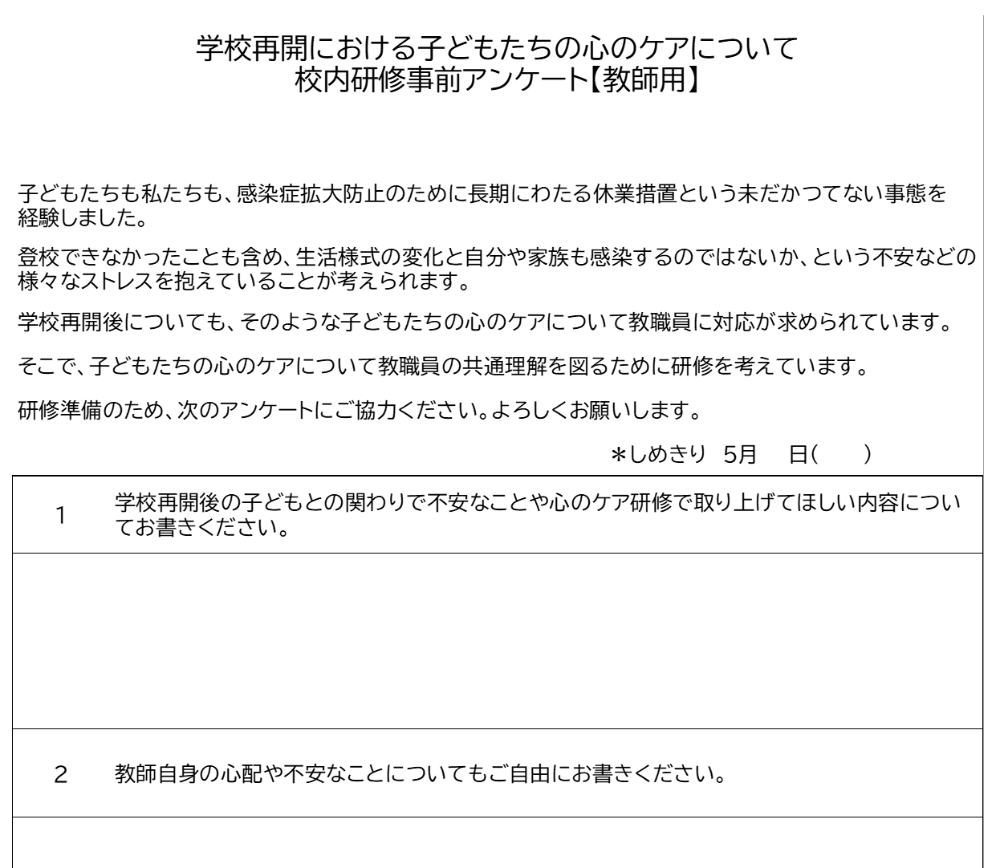 学校再開における子どもたちの心のケアについて
校内研修事前アンケート【教師用】
子どもたちも私たちも、感染症拡大防止のために長期にわたる休業措置という未だかつてない事態を
経験しました。
登校できなかったことも含め、生活様式の変化と自分や家族も感染するのではないか、という不安などの
様々なストレスを抱えていることが考えられます。
学校再開後についても、そのような子どもたちの心のケアについて教職員に対応が求められています。
そこで、子どもたちの心のケアについて教職員の共通理解を図るために研修を考えています。
研修準備のため、次のアンケートにご協力ください。よろしくお願いします。
＊しめきり　5月　　日(　　)
1　学校再開後の子どもとの関わりで不安なことや心のケア研修で取り上げてほしい内容につい
てお書きください。
2　教師自身の心配や不安なことについてもご自由にお書きください。